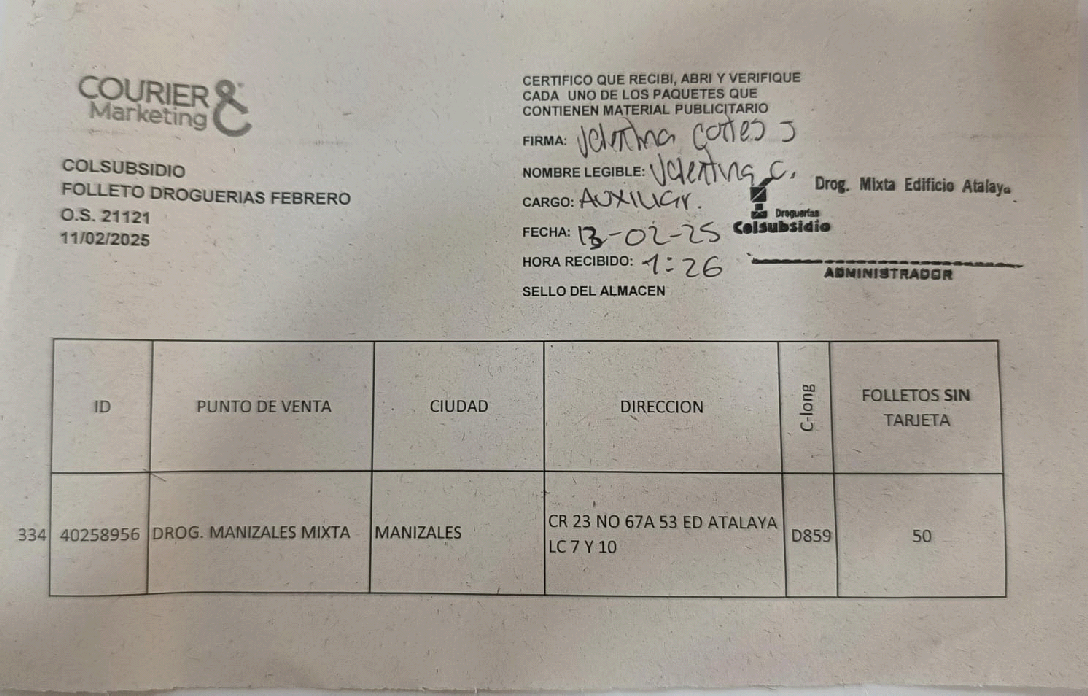 COURIER &
Marketing
COLSUBSIDIO
FOLLETO DROGUERIAS FEBRERO
O.S. 21121
11/02/2025
CERTIFICO QUE RECIBI, ABRI Y VERIFIQUE
CADA UNO DE LOS PAQUETES QUE
CONTIENEN MATERIAL PUBLICITARIO
FIRMA: Valentina Cortes J
NOMBRE LEGIBLE: Valentina C.
CARGO: Auxiliar.
FECHA: 13-02-25
HORA RECIBIDO: 1:26
SELLO DEL ALMACEN
Drog. Mixta Edificio Atalaya
Droguerías
Colsubsidio
ADMINISTRADOR
ID PUNTO DE VENTA CIUDAD DIRECCION C-long FOLLETOS SIN
TARJETA
334 40258956 DROG. MANIZALES MIXTA MANIZALES CR 23 NO 67A 53 ED ATALAYA
LC 7 Y 10 D859 50